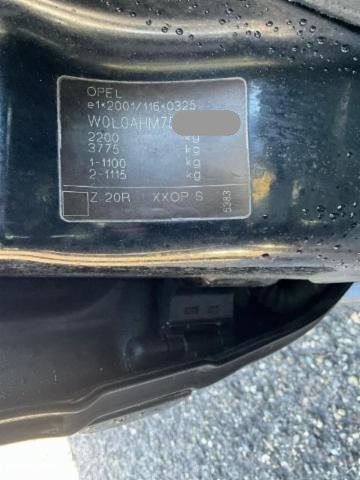 OPEL
e1*2001/116*0325
W0L0AHM75
2200 kg
3775 kg
1-1100 kg
2-1115 kg
Z 20R XXOP S
5383